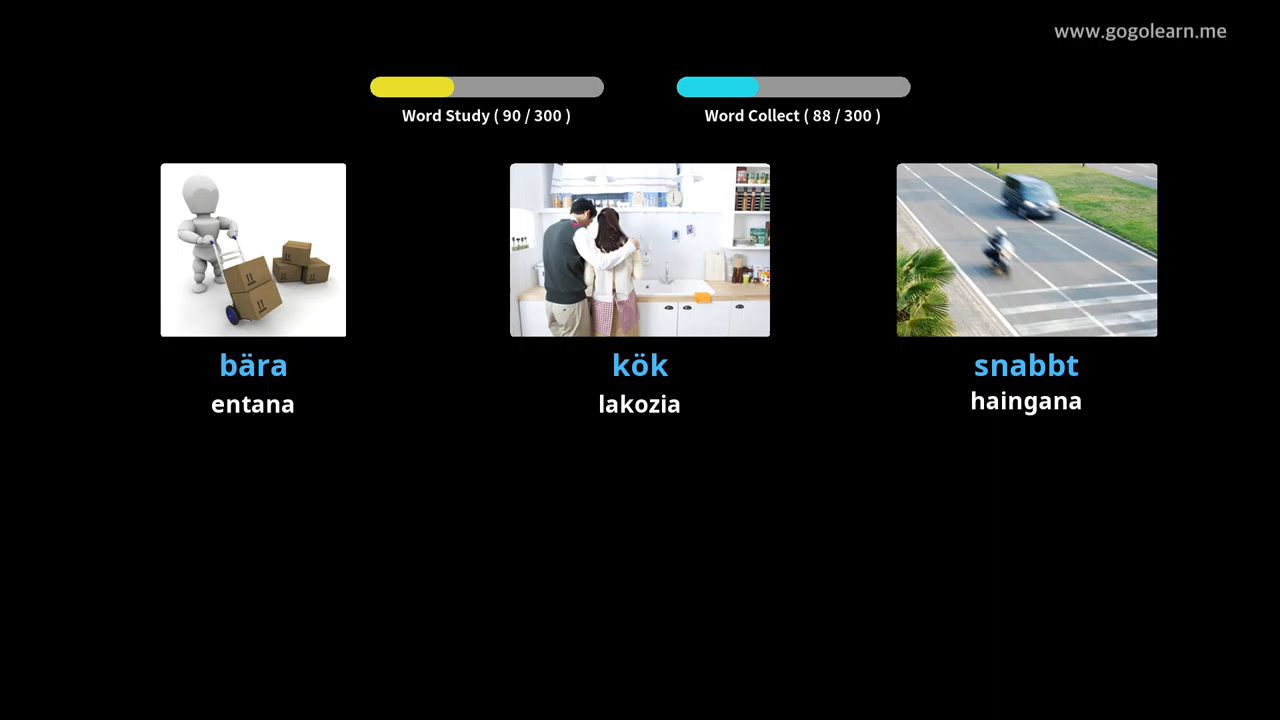 www.gogolearn.me
Word Study ( 90 / 300 )
Word Collect ( 88 / 300 )
bära
entana
kök
lakozia
snabbt
haingana